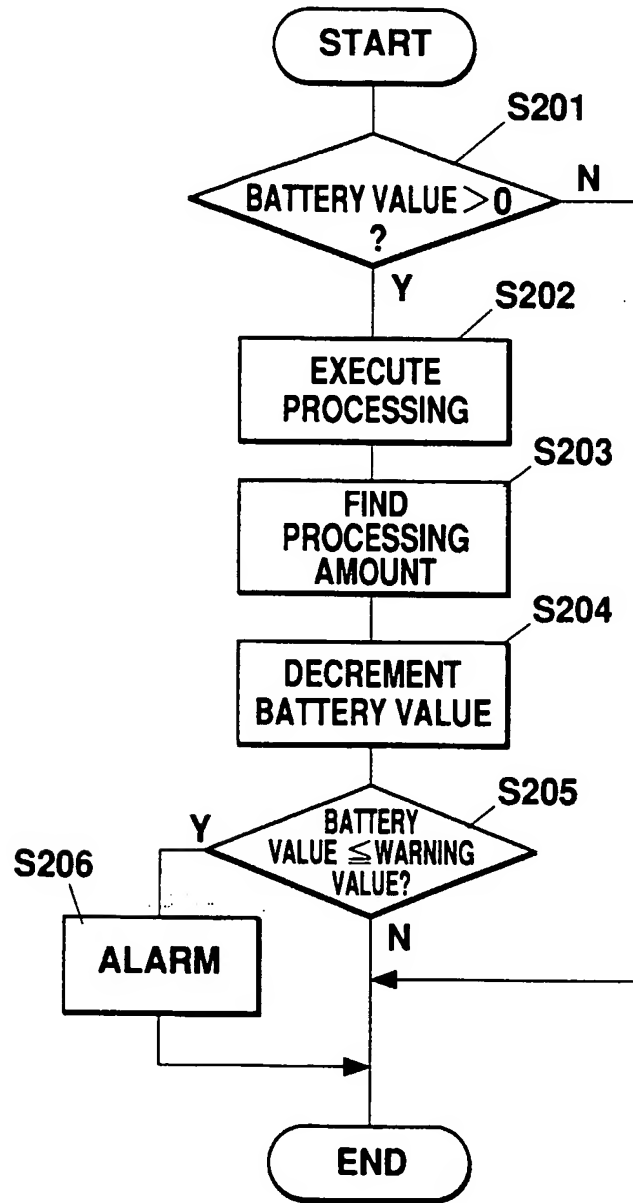 START
S201
BATTERY VALUE >0
?
N
Y
S202
EXECUTE
PROCESSING
S203
FIND
PROCESSING
AMOUNT
S204
DECREMENT
BATTERY VALUE
S205
BATTERY
VALUE ≦WARNING
VALUE?
Y
N
S206
ALARM
END